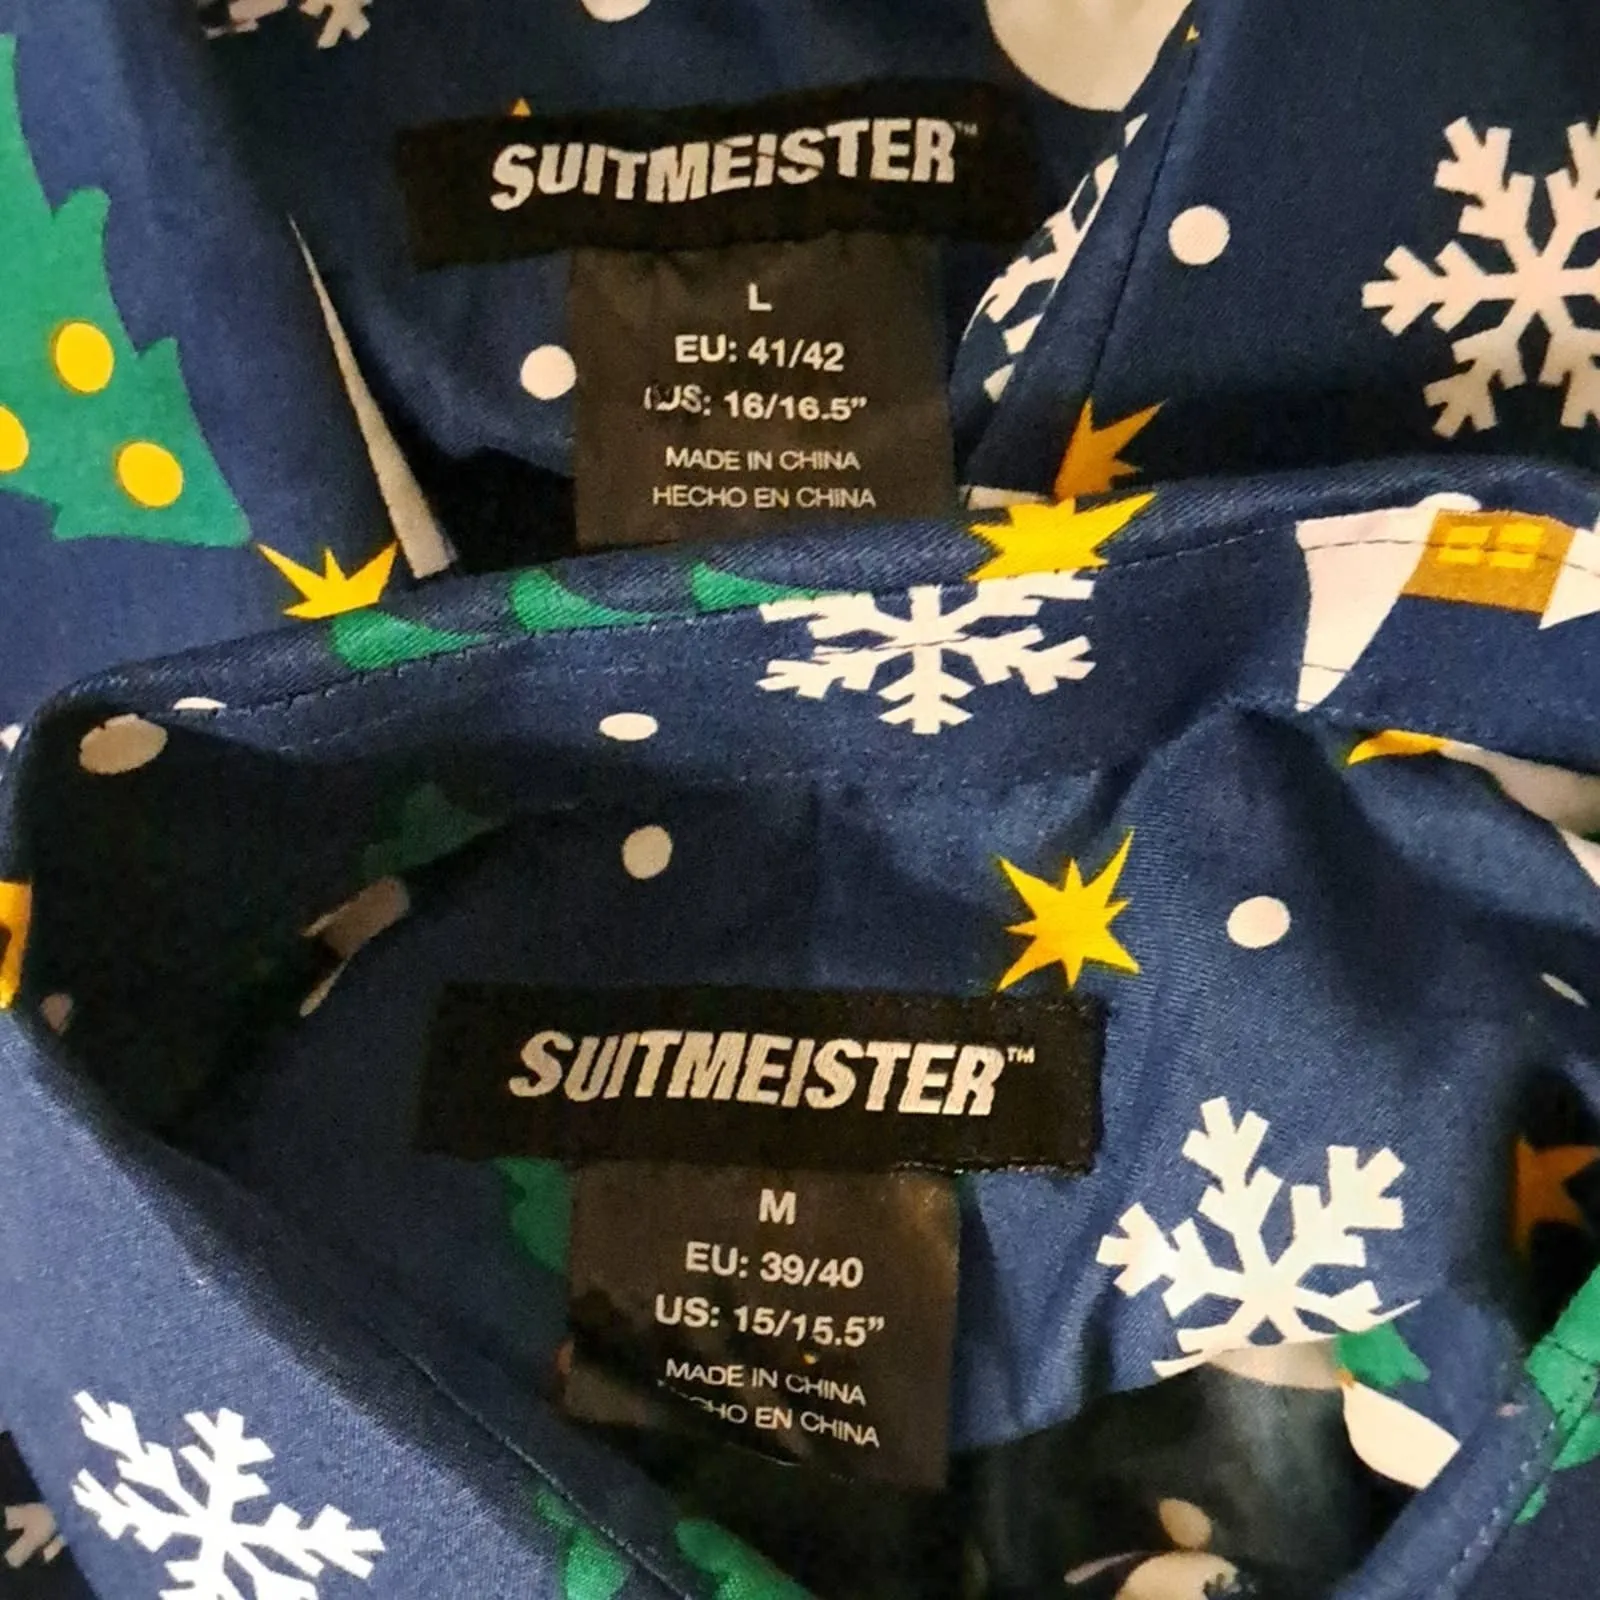 SUITMEISTER™
L
EU: 41/42
US: 16/16.5”
MADE IN CHINA
HECHO EN CHINA
SUITMEISTER™
M
EU: 39/40
US: 15/15.5”
MADE IN CHINA
EN CHINA